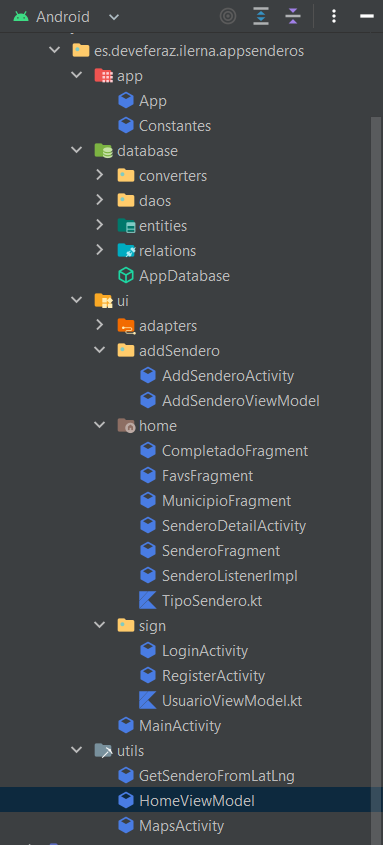 Android
es.deveferaz.ilerna.appsenderos
app
App
Constantes
database
converters
daos
entities
relations
AppDatabase
ui
adapters
addSendero
AddSenderoActivity
AddSenderoViewModel
home
CompletadoFragment
FavsFragment
MunicipioFragment
SenderoDetailActivity
SenderoFragment
SenderoListenerImpl
TipoSendero.kt
sign
LoginActivity
RegisterActivity
UsuarioViewModel.kt
MainActivity
utils
GetSenderoFromLatLng
HomeViewModel
MapsActivity